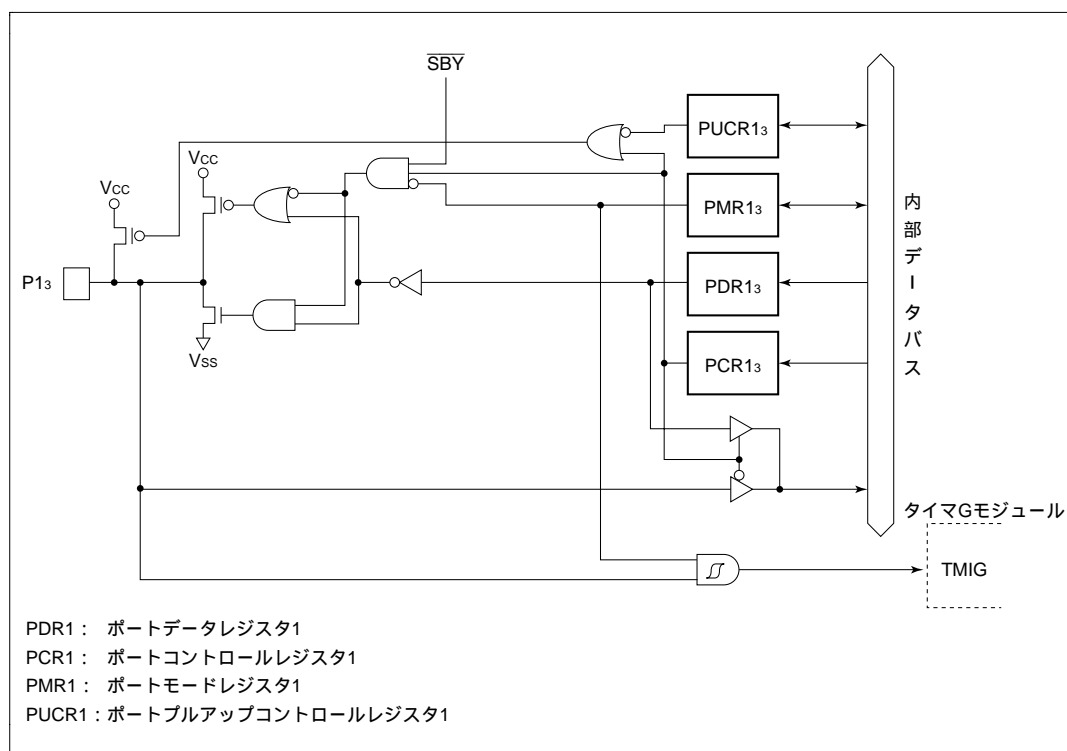 SBY
PUCR13
VCC
VCC
PMR13
内部データバス
P13
PDR13
VSS
PCR13
タイマGモジュール
TMIG
PDR1： ポートデータレジスタ1
PCR1： ポートコントロールレジスタ1
PMR1： ポートモードレジスタ1
PUCR1：ポートプルアップコントロールレジスタ1